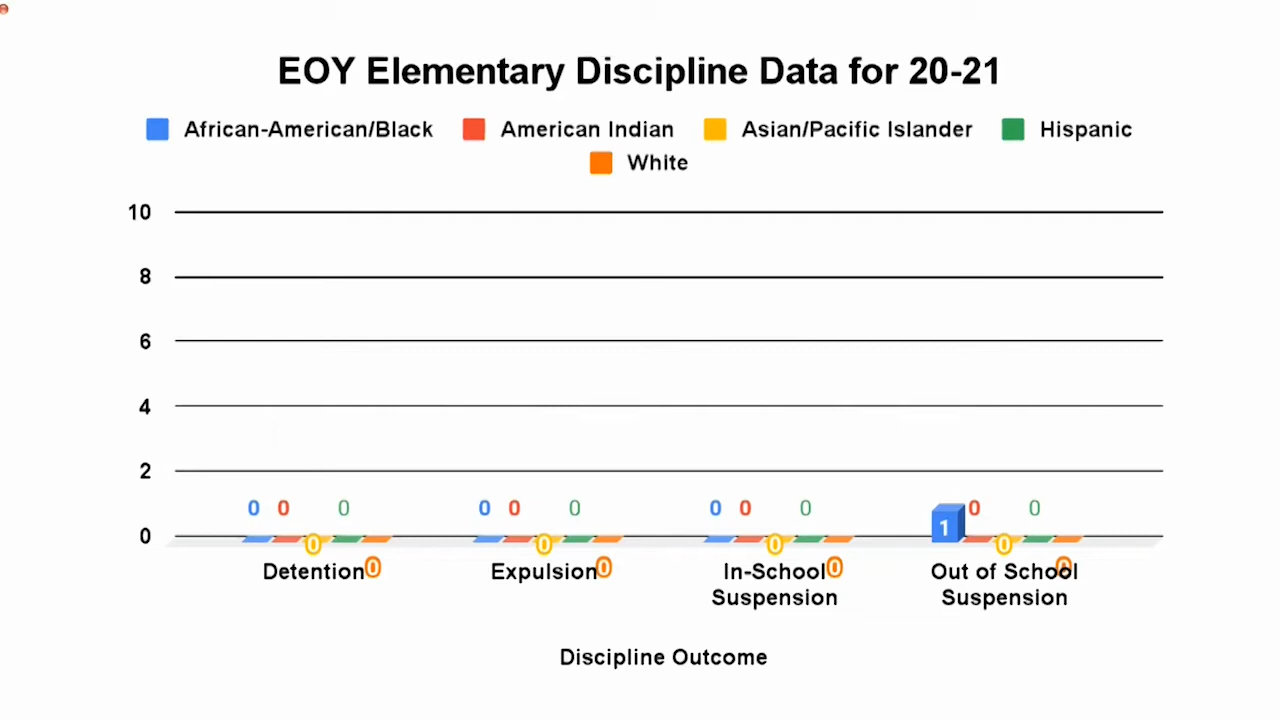 EOY Elementary Discipline Data for 20-21
African-American/Black American Indian Asian/Pacific Islander Hispanic
White
10
8
6
4
2
0
0 0 0 0 0
0 0 0 0 0
0 0 0 0 0
1 0 0 0 0
Detention Expulsion In-School Out of School
Suspension Suspension
Discipline Outcome